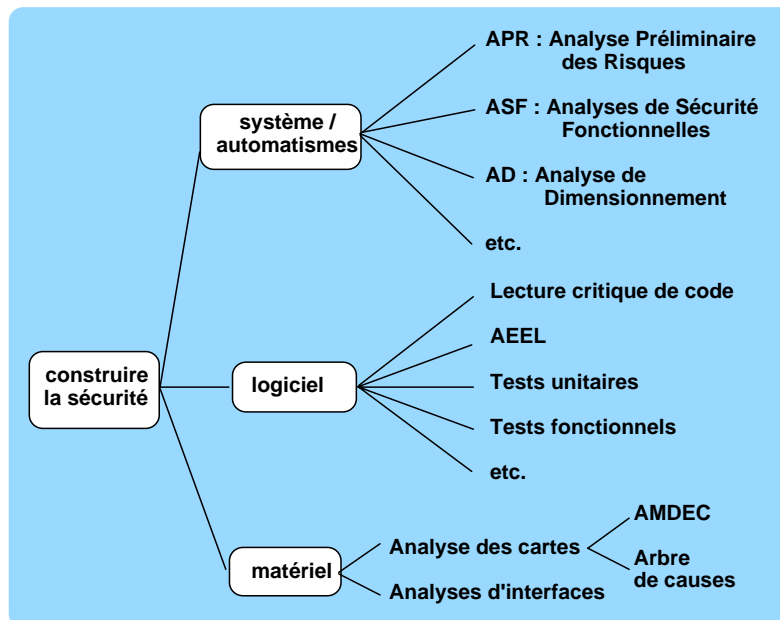 APR : Analyse Préliminaire
des Risques
système /
automatismes
ASF : Analyses de Sécurité
Fonctionnelles
AD : Analyse de
Dimensionnement
etc.
construire
la sécurité
logiciel
Lecture critique de code
AEEL
Tests unitaires
Tests fonctionnels
etc.
matériel
Analyse des cartes
AMDEC
Arbre
de causes
Analyses d'interfaces